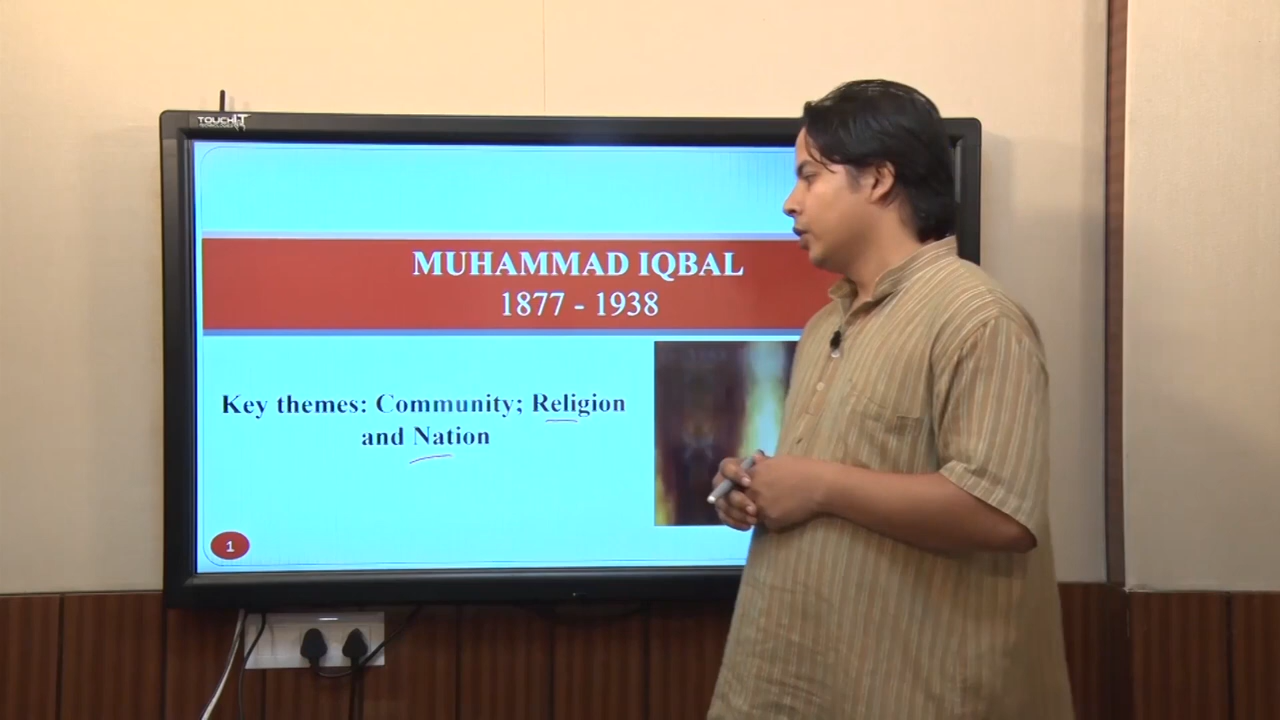 TOUCHIT
MUHAMMAD IQBAL
1877 - 1938
Key themes: Community; Religion
and Nation
1